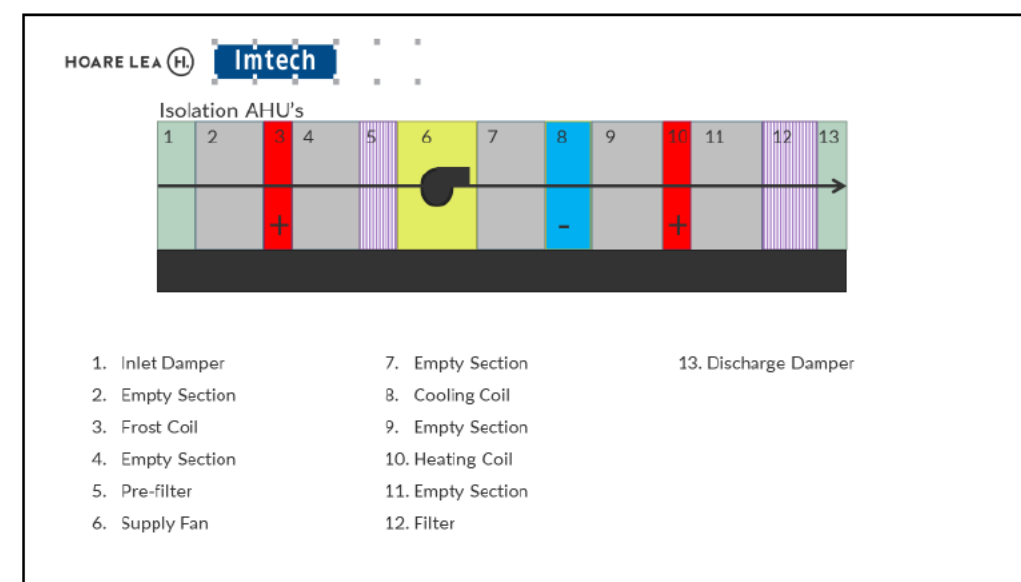 HOARE LEA H.
Imtech
Isolation AHU's
1 2 3 4 5 6 7 8 9 10 11 12 13
+ - +
1. Inlet Damper
2. Empty Section
3. Frost Coil
4. Empty Section
5. Pre-filter
6. Supply Fan
7. Empty Section
8. Cooling Coil
9. Empty Section
10. Heating Coil
11. Empty Section
12. Filter
13. Discharge Damper